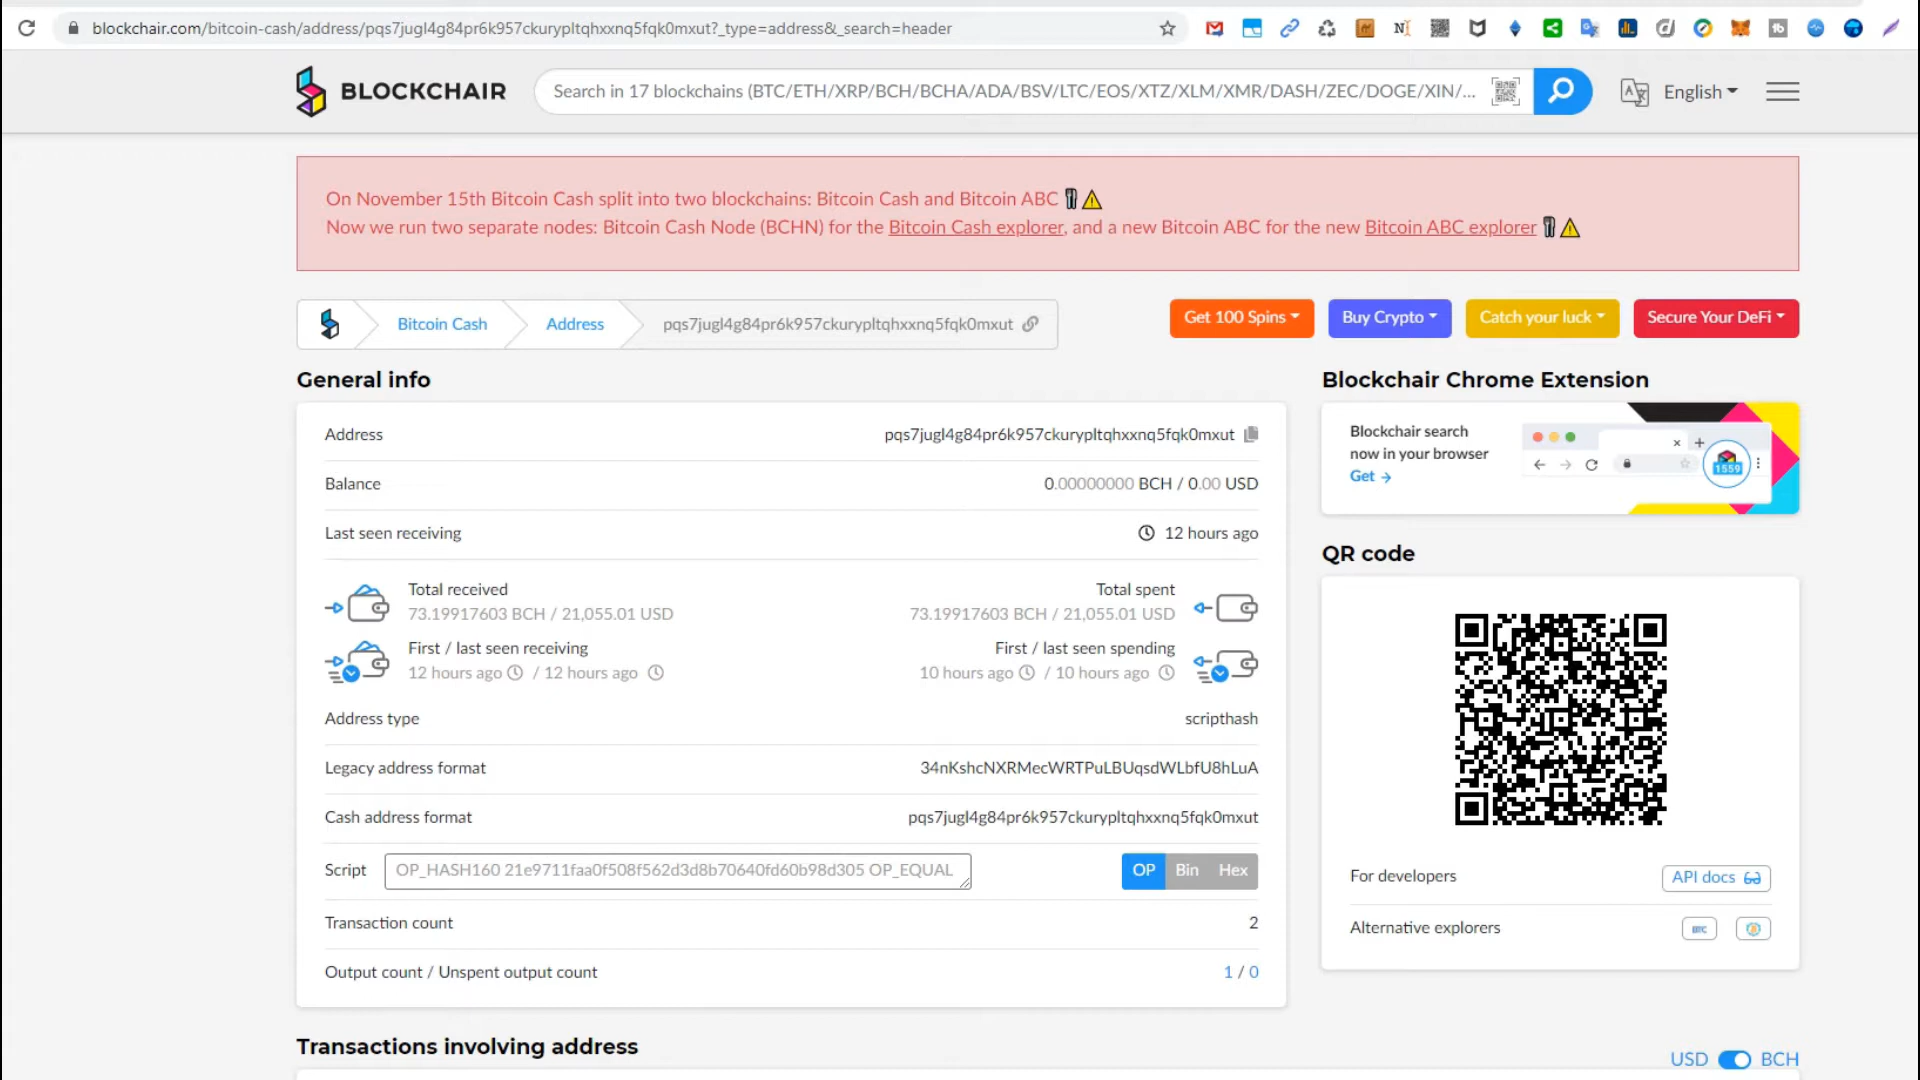 blockchair.com/bitcoin-cash/address/pqs7jugl4g84pr6k957ckurypltqhxxnq5fqk0mxut?_type=address&_search=header
BLOCKCHAIR
Search in 17 blockchains (BTC/ETH/XRP/BCH/BCHA/ADA/BSV/LTC/EOS/XTZ/XLM/XMR/DASH/ZEC/DOGE/XIN/...
English
On November 15th Bitcoin Cash split into two blockchains: Bitcoin Cash and Bitcoin ABC
Now we run two separate nodes: Bitcoin Cash Node (BCHN) for the Bitcoin Cash explorer, and a new Bitcoin ABC for the new Bitcoin ABC explorer
Bitcoin Cash Address pqs7jugl4g84pr6k957ckurypltqhxxnq5fqk0mxut
Get 100 Spins Buy Crypto Catch your luck Secure Your DeFi
General info
Address pqs7jugl4g84pr6k957ckurypltqhxxnq5fqk0mxut
Balance 0.00000000 BCH / 0.00 USD
Last seen receiving 12 hours ago
Total received
73.19917603 BCH / 21,055.01 USD
Total spent
73.19917603 BCH / 21,055.01 USD
First / last seen receiving
12 hours ago / 12 hours ago
First / last seen spending
10 hours ago / 10 hours ago
Address type scripthash
Legacy address format 34nKshcNXRMecWRTPuLBUqsdWLbfU8hLuA
Cash address format pqs7jugl4g84pr6k957ckurypltqhxxnq5fqk0mxut
Script OP_HASH160 21e9711faa0f508f562d3d8b70640fd60b98d305 OP_EQUAL OP Bin Hex
Transaction count 2
Output count / Unspent output count 1 / 0
Transactions involving address
Blockchair Chrome Extension
Blockchair search
now in your browser
Get →
1559
QR code
For developers API docs
Alternative explorers BTC
USD BCH